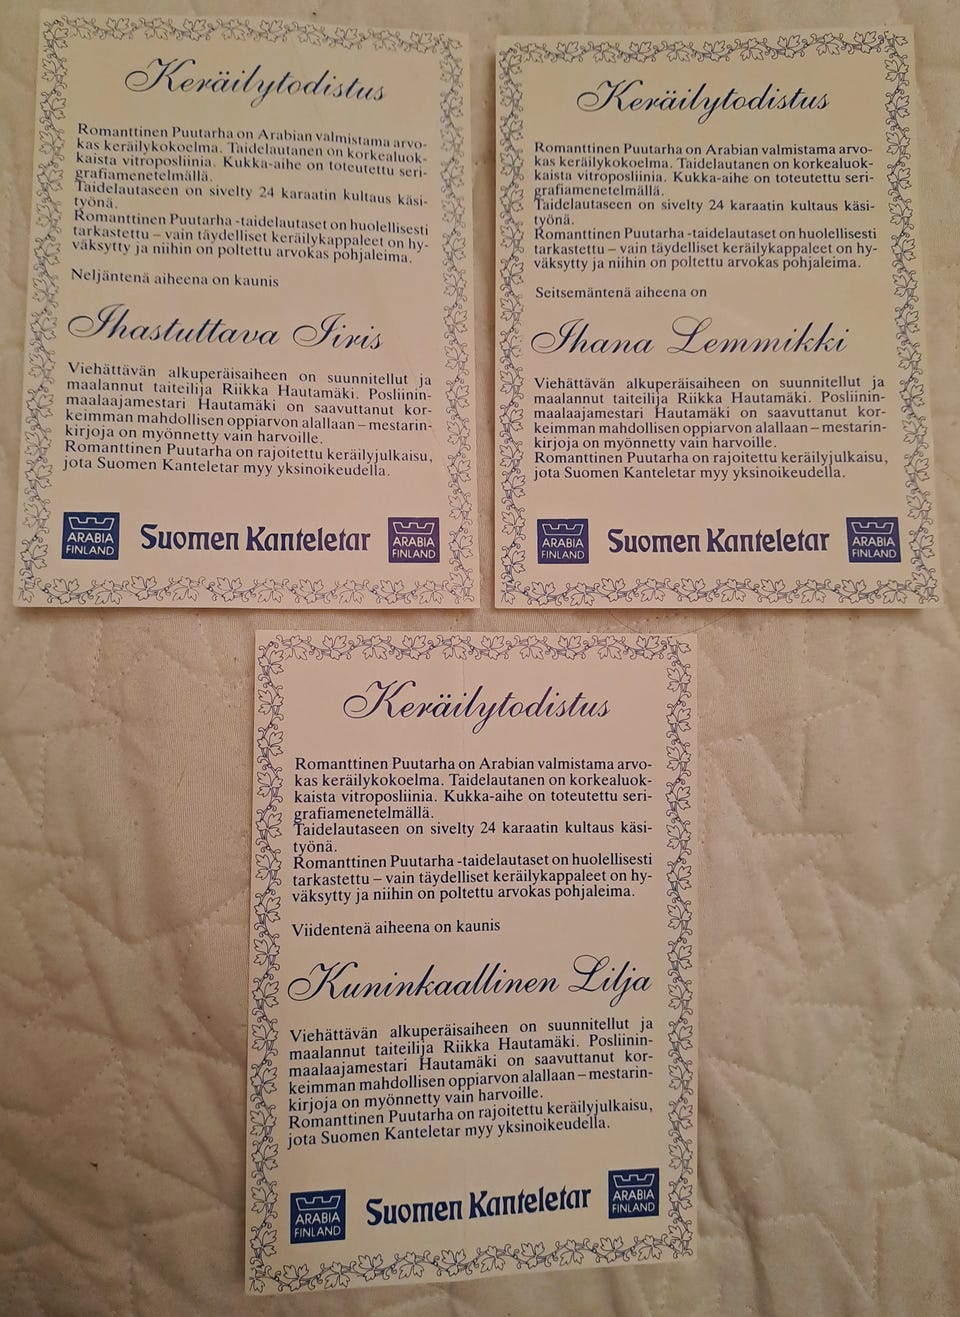 Keräilytodistus
Romanttinen Puutarha on Arabian valmistama arvo-
kas keräilykokoelma. Taidelautanen on korkealuok-
kaista vitroposliinia. Kukka-aihe on toteutettu seri-
grafiamenetelmällä.
Taidelautaseen on sivelty 24 karaatin kultaus käsi-
työnä.
Romanttinen Puutarha -taidelautaset on huolellisesti
tarkastettu – vain täydelliset keräilykappaleet on hy-
väksytty ja niihin on poltettu arvokas pohjaleima.
Neljäntenä aiheena on kaunis
Ihastuttava Iiris
Viehättävän alkuperäisaiheen on suunnitellut ja
maalannut taiteilija Riikka Hautamäki. Posliinin-
maalaajamestari Hautamäki on saavuttanut kor-
keimman mahdollisen oppiarvon alallaan – mestarin-
kirjoja on myönnetty vain harvoille.
Romanttinen Puutarha on rajoitettu keräilyjulkaisu,
jota Suomen Kanteletar myy yksinoikeudella.
ARABIA
FINLAND
Suomen Kanteletar
ARABIA
FINLAND
Keräilytodistus
Romanttinen Puutarha on Arabian valmistama arvo-
kas keräilykokoelma. Taidelautanen on korkealuok-
kaista vitroposliinia. Kukka-aihe on toteutettu seri-
grafiamenetelmällä.
Taidelautaseen on sivelty 24 karaatin kultaus käsi-
työnä.
Romanttinen Puutarha -taidelautaset on huolellisesti
tarkastettu – vain täydelliset keräilykappaleet on hy-
väksytty ja niihin on poltettu arvokas pohjaleima.
Seitsemäntenä aiheena on
Ihana Lemmikki
Viehättävän alkuperäisaiheen on suunnitellut ja
maalannut taiteilija Riikka Hautamäki. Posliinin-
maalaajamestari Hautamäki on saavuttanut kor-
keimman mahdollisen oppiarvon alallaan – mestarin-
kirjoja on myönnetty vain harvoille.
Romanttinen Puutarha on rajoitettu keräilyjulkaisu,
jota Suomen Kanteletar myy yksinoikeudella.
ARABIA
FINLAND
Suomen Kanteletar
ARABIA
FINLAND
Keräilytodistus
Romanttinen Puutarha on Arabian valmistama arvo-
kas keräilykokoelma. Taidelautanen on korkealuok-
kaista vitroposliinia. Kukka-aihe on toteutettu seri-
grafiamenetelmällä.
Taidelautaseen on sivelty 24 karaatin kultaus käsi-
työnä.
Romanttinen Puutarha -taidelautaset on huolellisesti
tarkastettu – vain täydelliset keräilykappaleet on hy-
väksytty ja niihin on poltettu arvokas pohjaleima.
Viidentenä aiheena on kaunis
Kuninkaallinen Lilja
Viehättävän alkuperäisaiheen on suunnitellut ja
maalannut taiteilija Riikka Hautamäki. Posliinin-
maalaajamestari Hautamäki on saavuttanut kor-
keimman mahdollisen oppiarvon alallaan – mestarin-
kirjoja on myönnetty vain harvoille.
Romanttinen Puutarha on rajoitettu keräilyjulkaisu,
jota Suomen Kanteletar myy yksinoikeudella.
ARABIA
FINLAND
Suomen Kanteletar
ARABIA
FINLAND